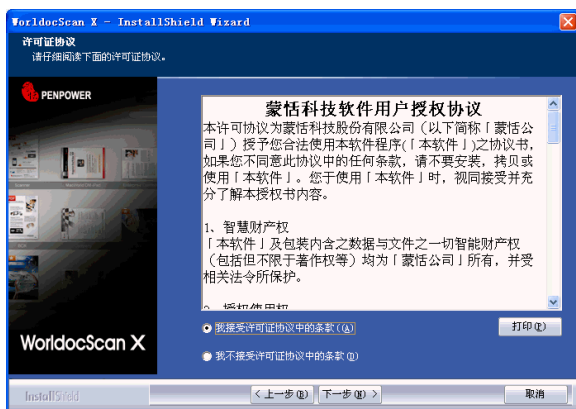 WorldocScan X - InstallShield Wizard
许可证协议
请仔细阅读下面的许可证协议。
PENPOWER
蒙恬科技软件用户授权协议
本许可协议为蒙恬科技股份有限公司（以下简称「蒙恬公
司」）授予您合法使用本软件程序(「本软件」)之协议书，
如果您不同意此协议中的任何条款，请不要安装，拷贝或
使用「本软件」。您于使用「本软件」时，视同接受并充
分了解本授权书内容。
1、智慧财产权
「本软件」及包装内含之数据与文件之一切智能财产权
（包括但不限于著作权等）均为「蒙恬公司」所有，并受
相关法令所保护。
2、授权使用权
我接受许可证协议中的条款((A)
打印(P)
我不接受许可证协议中的条款(D)
WorldocScan X
InstallShield
< 上一步(B)
下一步(N) >
取消